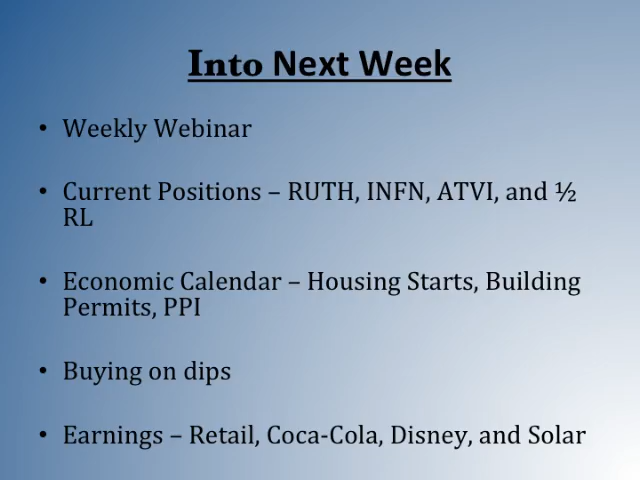 Into Next Week
• Weekly Webinar
• Current Positions – RUTH, INFN, ATVI, and ½
RL
• Economic Calendar – Housing Starts, Building
Permits, PPI
• Buying on dips
• Earnings – Retail, Coca-Cola, Disney, and Solar